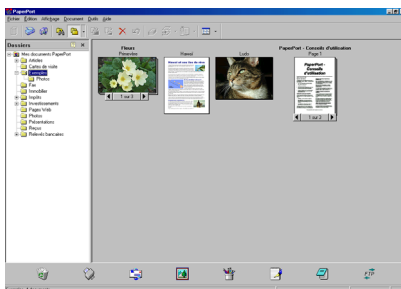 PaperPort
Fichier Edition Affichage Document Outils Aide
Dossiers
Mes documents PaperPort
Articles
Cartes de visite
Exemples
Photos
Fax
Immobilier
Impôts
Investissements
Pages Web
Photos
Présentations
Reçus
Relevés bancaires
Fleurs
Primevères
1 sur 3
Hawaï
Ludo
PaperPort - Conseils d'utilisation
Page 1
PaperPort -
Conseils
d'utilisation
1 sur 3
FTP